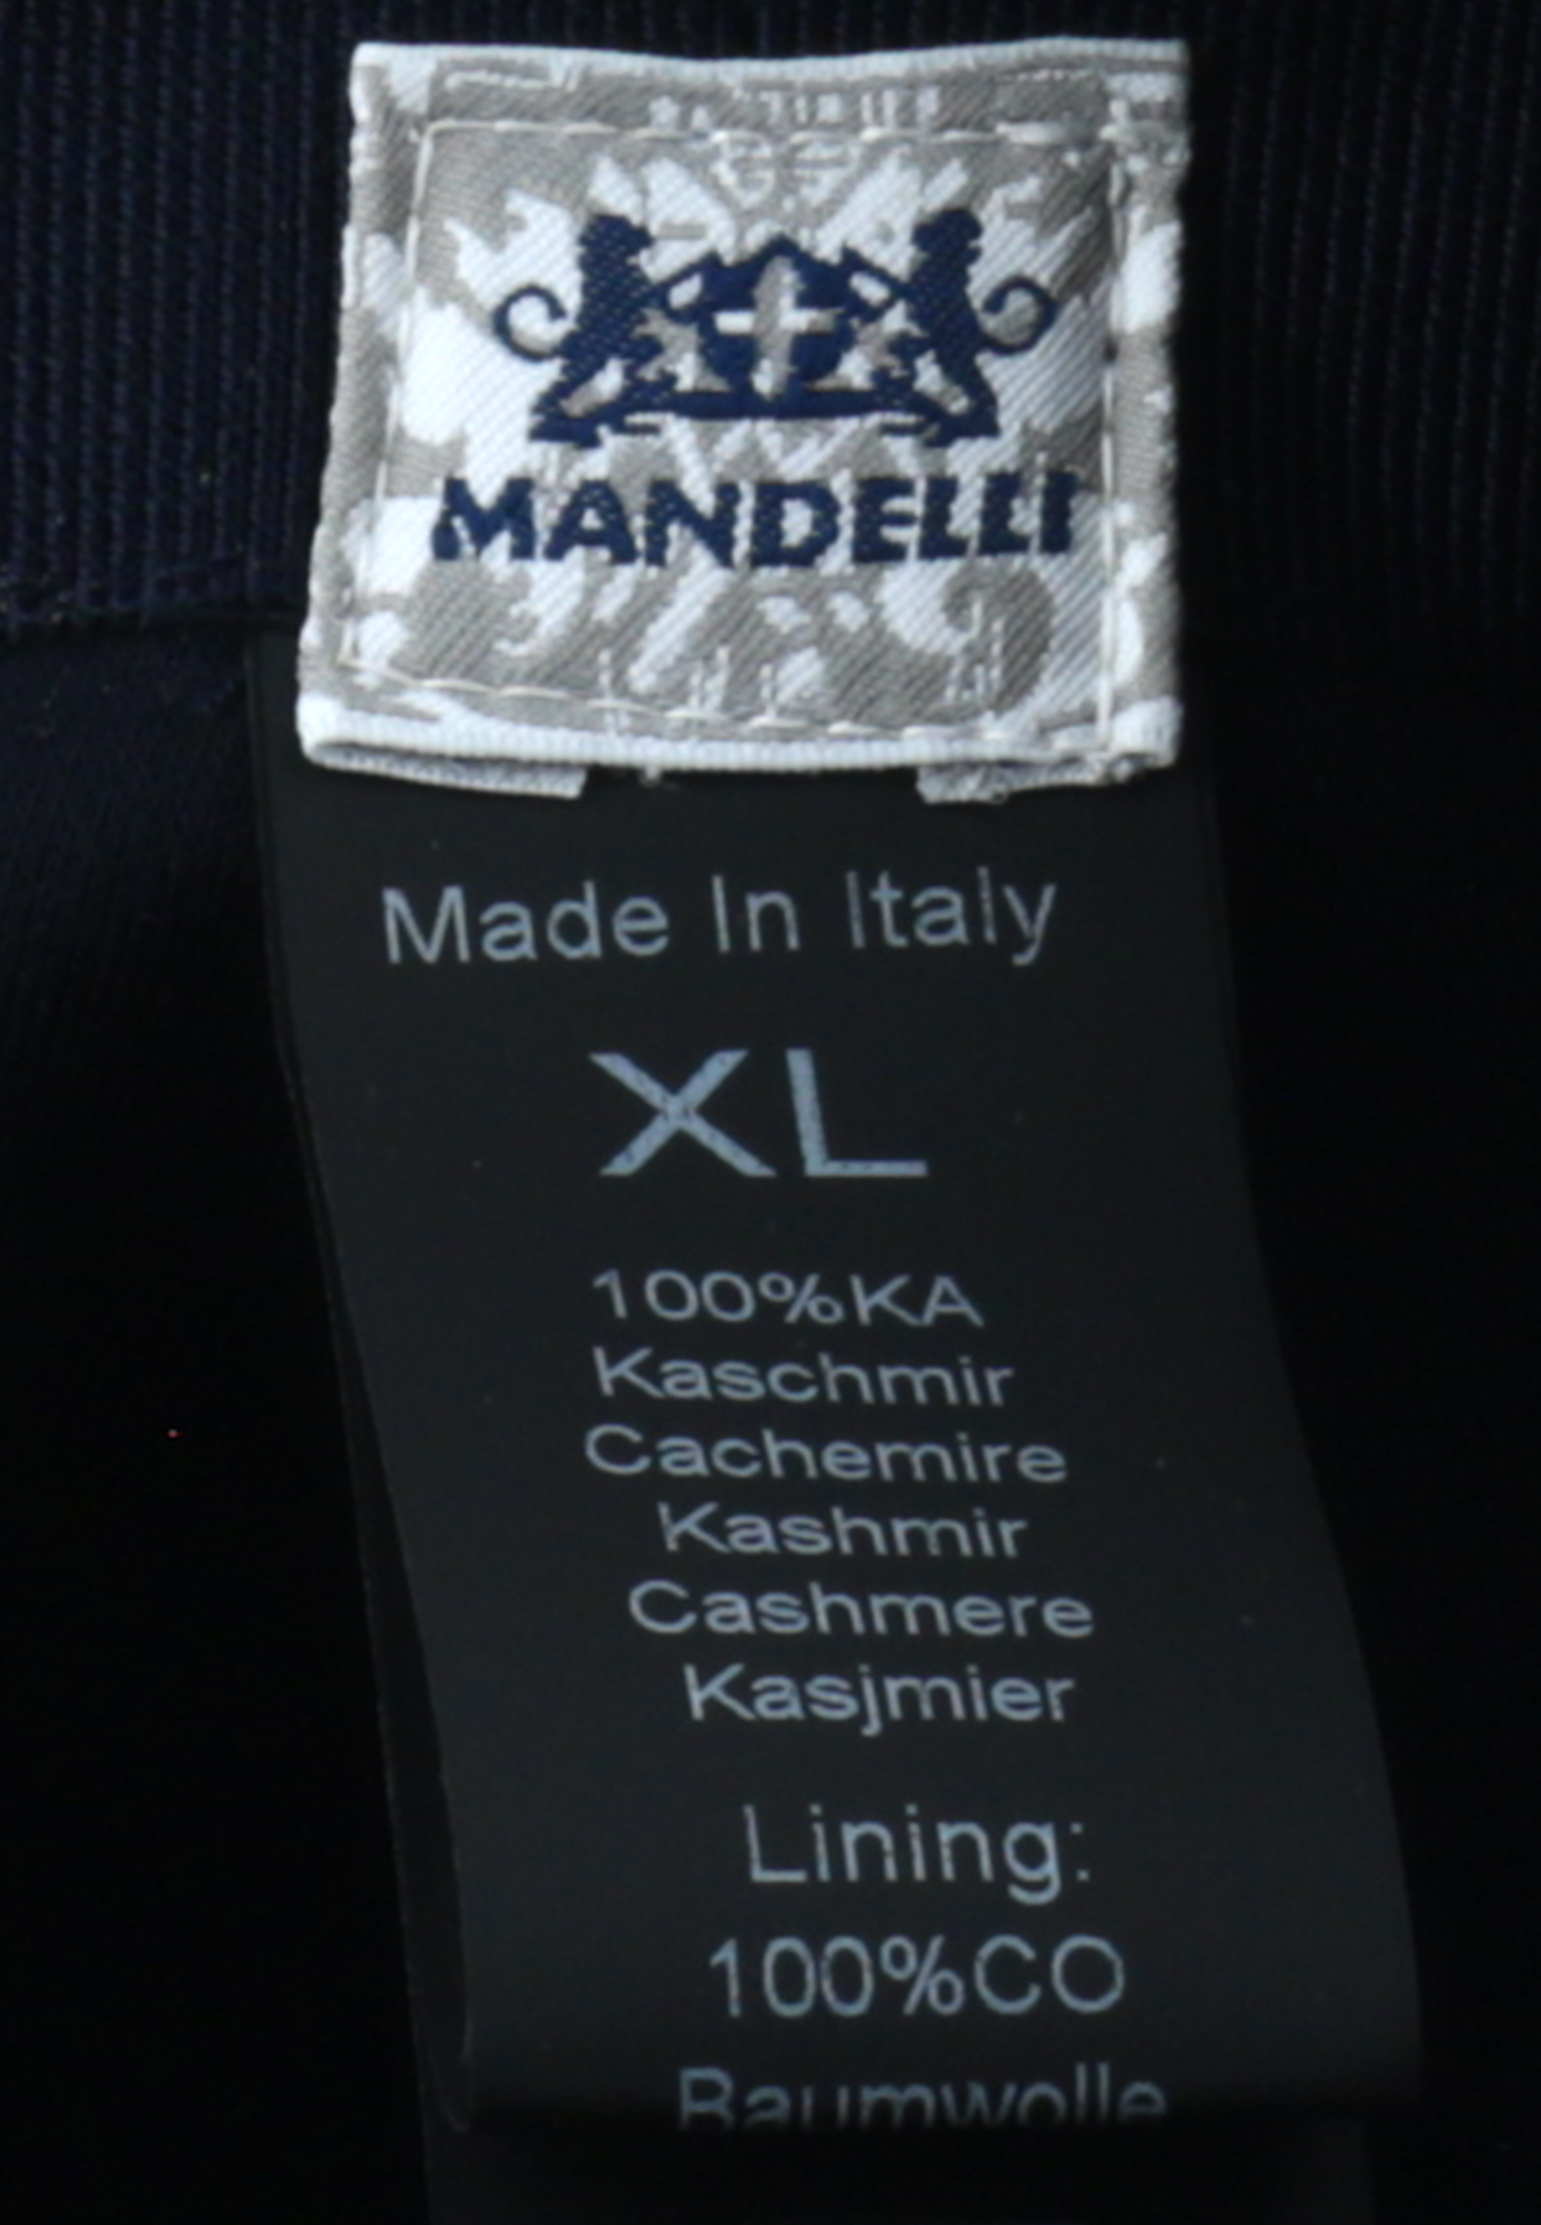 MANDELLI
Made In Italy
XL
100%KA
Kaschmir
Cachemire
Kashmir
Cashmere
Kasjmier
Lining:
100%CO
Baumwolle